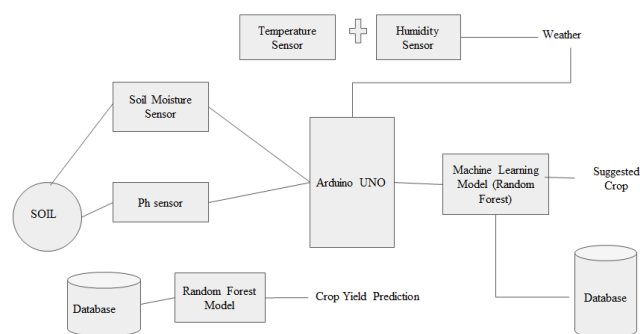 Temperature
Sensor
Humidity
Sensor
Weather
Soil Moisture
Sensor
Arduino UNO
Machine Learning
Model (Random
Forest)
Suggested
Crop
SOIL
Ph sensor
Database
Random Forest
Model
Crop Yield Prediction
Database